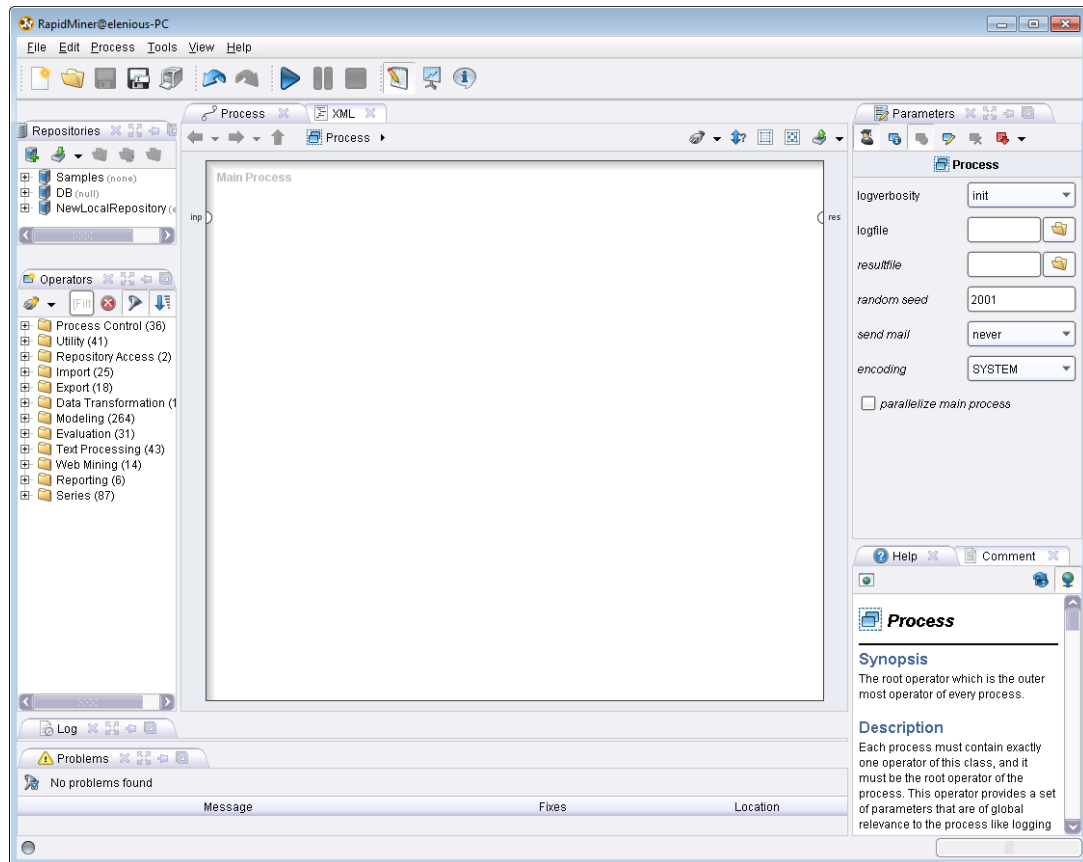 RapidMiner@elenious-PC
File Edit Process Tools View Help
Repositories
Samples (none)
DB (null)
NewLocalRepository (e
Operators
[Filt
Process Control (36)
Utility (41)
Repository Access (2)
Import (25)
Export (18)
Data Transformation (1
Modeling (264)
Evaluation (31)
Text Processing (43)
Web Mining (14)
Reporting (6)
Series (87)
Process XML
Process
Main Process
inp res
Parameters
Process
logverbosity init
logfile
resultfile
random seed 2001
send mail never
encoding SYSTEM
parallelize main process
Help Comment
Process
Synopsis
The root operator which is the outer
most operator of every process.
Description
Each process must contain exactly
one operator of this class, and it
must be the root operator of the
process. This operator provides a set
of parameters that are of global
relevance to the process like logging
Log
Problems
No problems found
Message Fixes Location